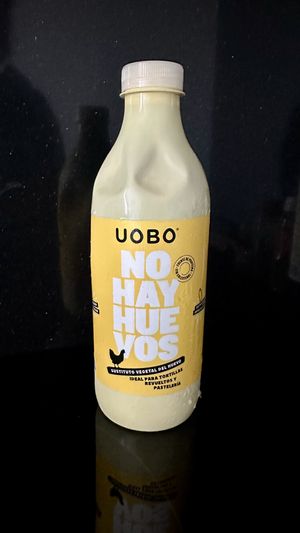 UOBO®
NO
HAY
HUE
VOS
SUSTITUTO VEGETAL DEL HUEVO
IDEAL PARA TORTILLAS
REVUELTOS Y
PASTELERÍA